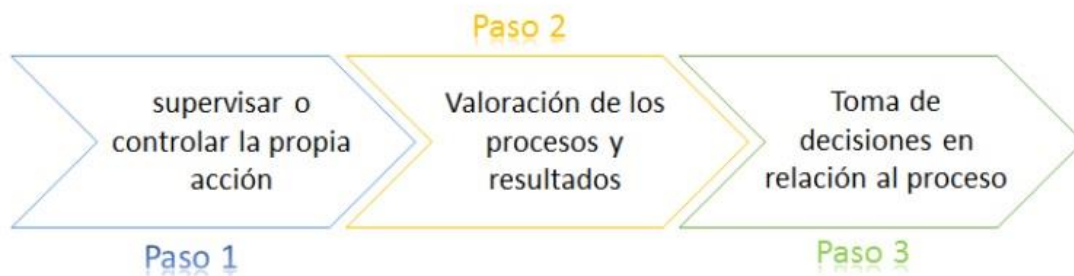 Paso 1
supervisar o
controlar la propia
acción
Paso 2
Valoración de los
procesos y
resultados
Paso 3
Toma de
decisiones en
relación al proceso